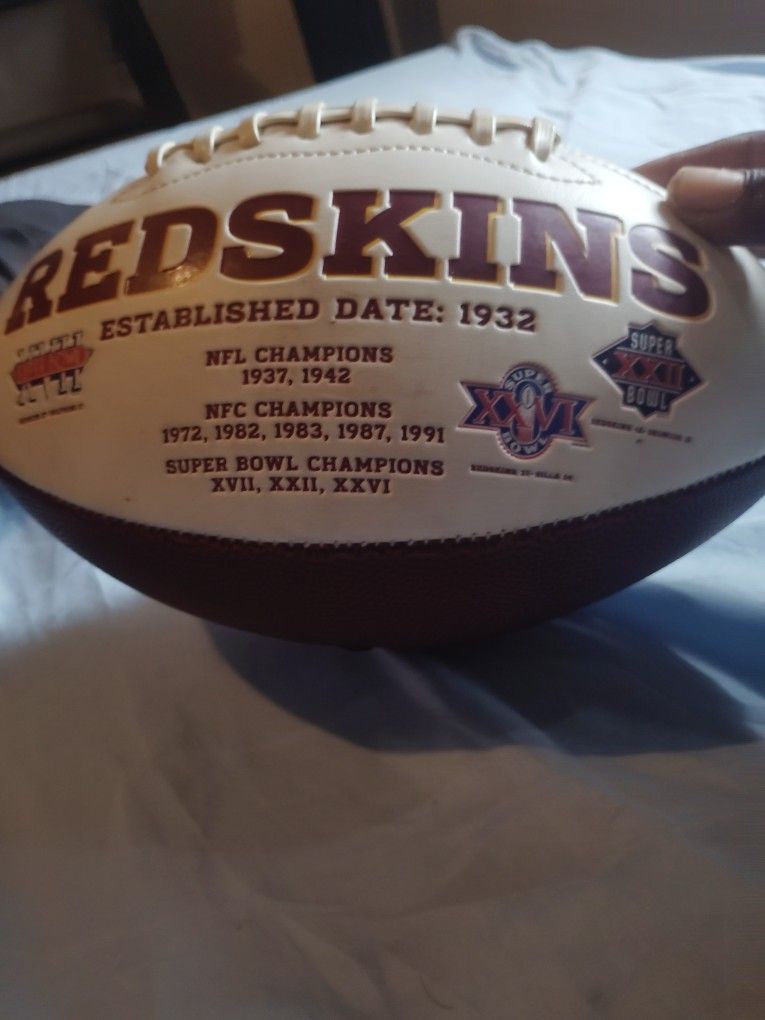 REDSKINS
ESTABLISHED DATE: 1932
NFL CHAMPIONS
1937, 1942
NFC CHAMPIONS
1972, 1982, 1983, 1987, 1991
SUPER BOWL CHAMPIONS
XVII, XXII, XXVI
SUPER
XXVI
BOWL
SUPER
XXII
BOWL